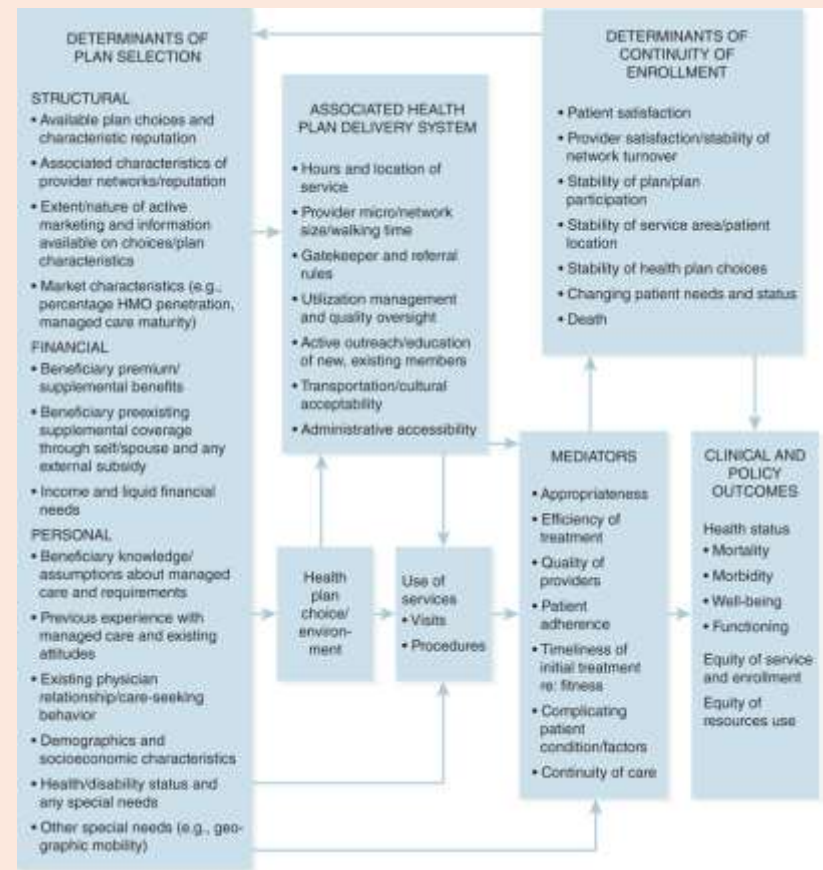 DETERMINANTS OF
PLAN SELECTION
STRUCTURAL
• Available plan choices and
characteristic reputation
• Associated characteristics of
provider networks/reputation
• Extent/nature of active
marketing and information
available on choices/plan
characteristics
• Market characteristics (e.g.,
percentage HMO penetration,
managed care maturity)
FINANCIAL
• Beneficiary premium/
supplemental benefits
• Beneficiary preexisting
supplemental coverage
through self/spouse and any
external subsidy
• Income and liquid financial
needs
PERSONAL
• Beneficiary knowledge/
assumptions about managed
care and requirements
• Previous experience with
managed care and existing
attitudes
• Existing physician
relationship/care-seeking
behavior
• Demographics and
socioeconomic characteristics
• Health/disability status and
any special needs
• Other special needs (e.g., geo-
graphic mobility)
ASSOCIATED HEALTH
PLAN DELIVERY SYSTEM
• Hours and location of
service
• Provider micro/network
size/walking time
• Gatekeeper and referral
rules
• Utilization management
and quality oversight
• Active outreach/education
of new, existing members
• Transportation/cultural
acceptability
• Administrative accessibility
Health
plan
choice/
environ-
ment
Use of
services
• Visits
• Procedures
DETERMINANTS OF
CONTINUITY OF
ENROLLMENT
• Patient satisfaction
• Provider satisfaction/stability of
network turnover
• Stability of plan/plan
participation
• Stability of service area/patient
location
• Stability of health plan choices
• Changing patient needs and status
• Death
MEDIATORS
• Appropriateness
• Efficiency of
treatment
• Quality of
providers
• Patient
adherence
• Timeliness of
initial treatment
re: fitness
• Complicating
patient
condition/factors
• Continuity of care
CLINICAL AND
POLICY
OUTCOMES
Health status
• Mortality
• Morbidity
• Well-being
• Functioning
Equity of service
and enrollment
Equity of
resources use